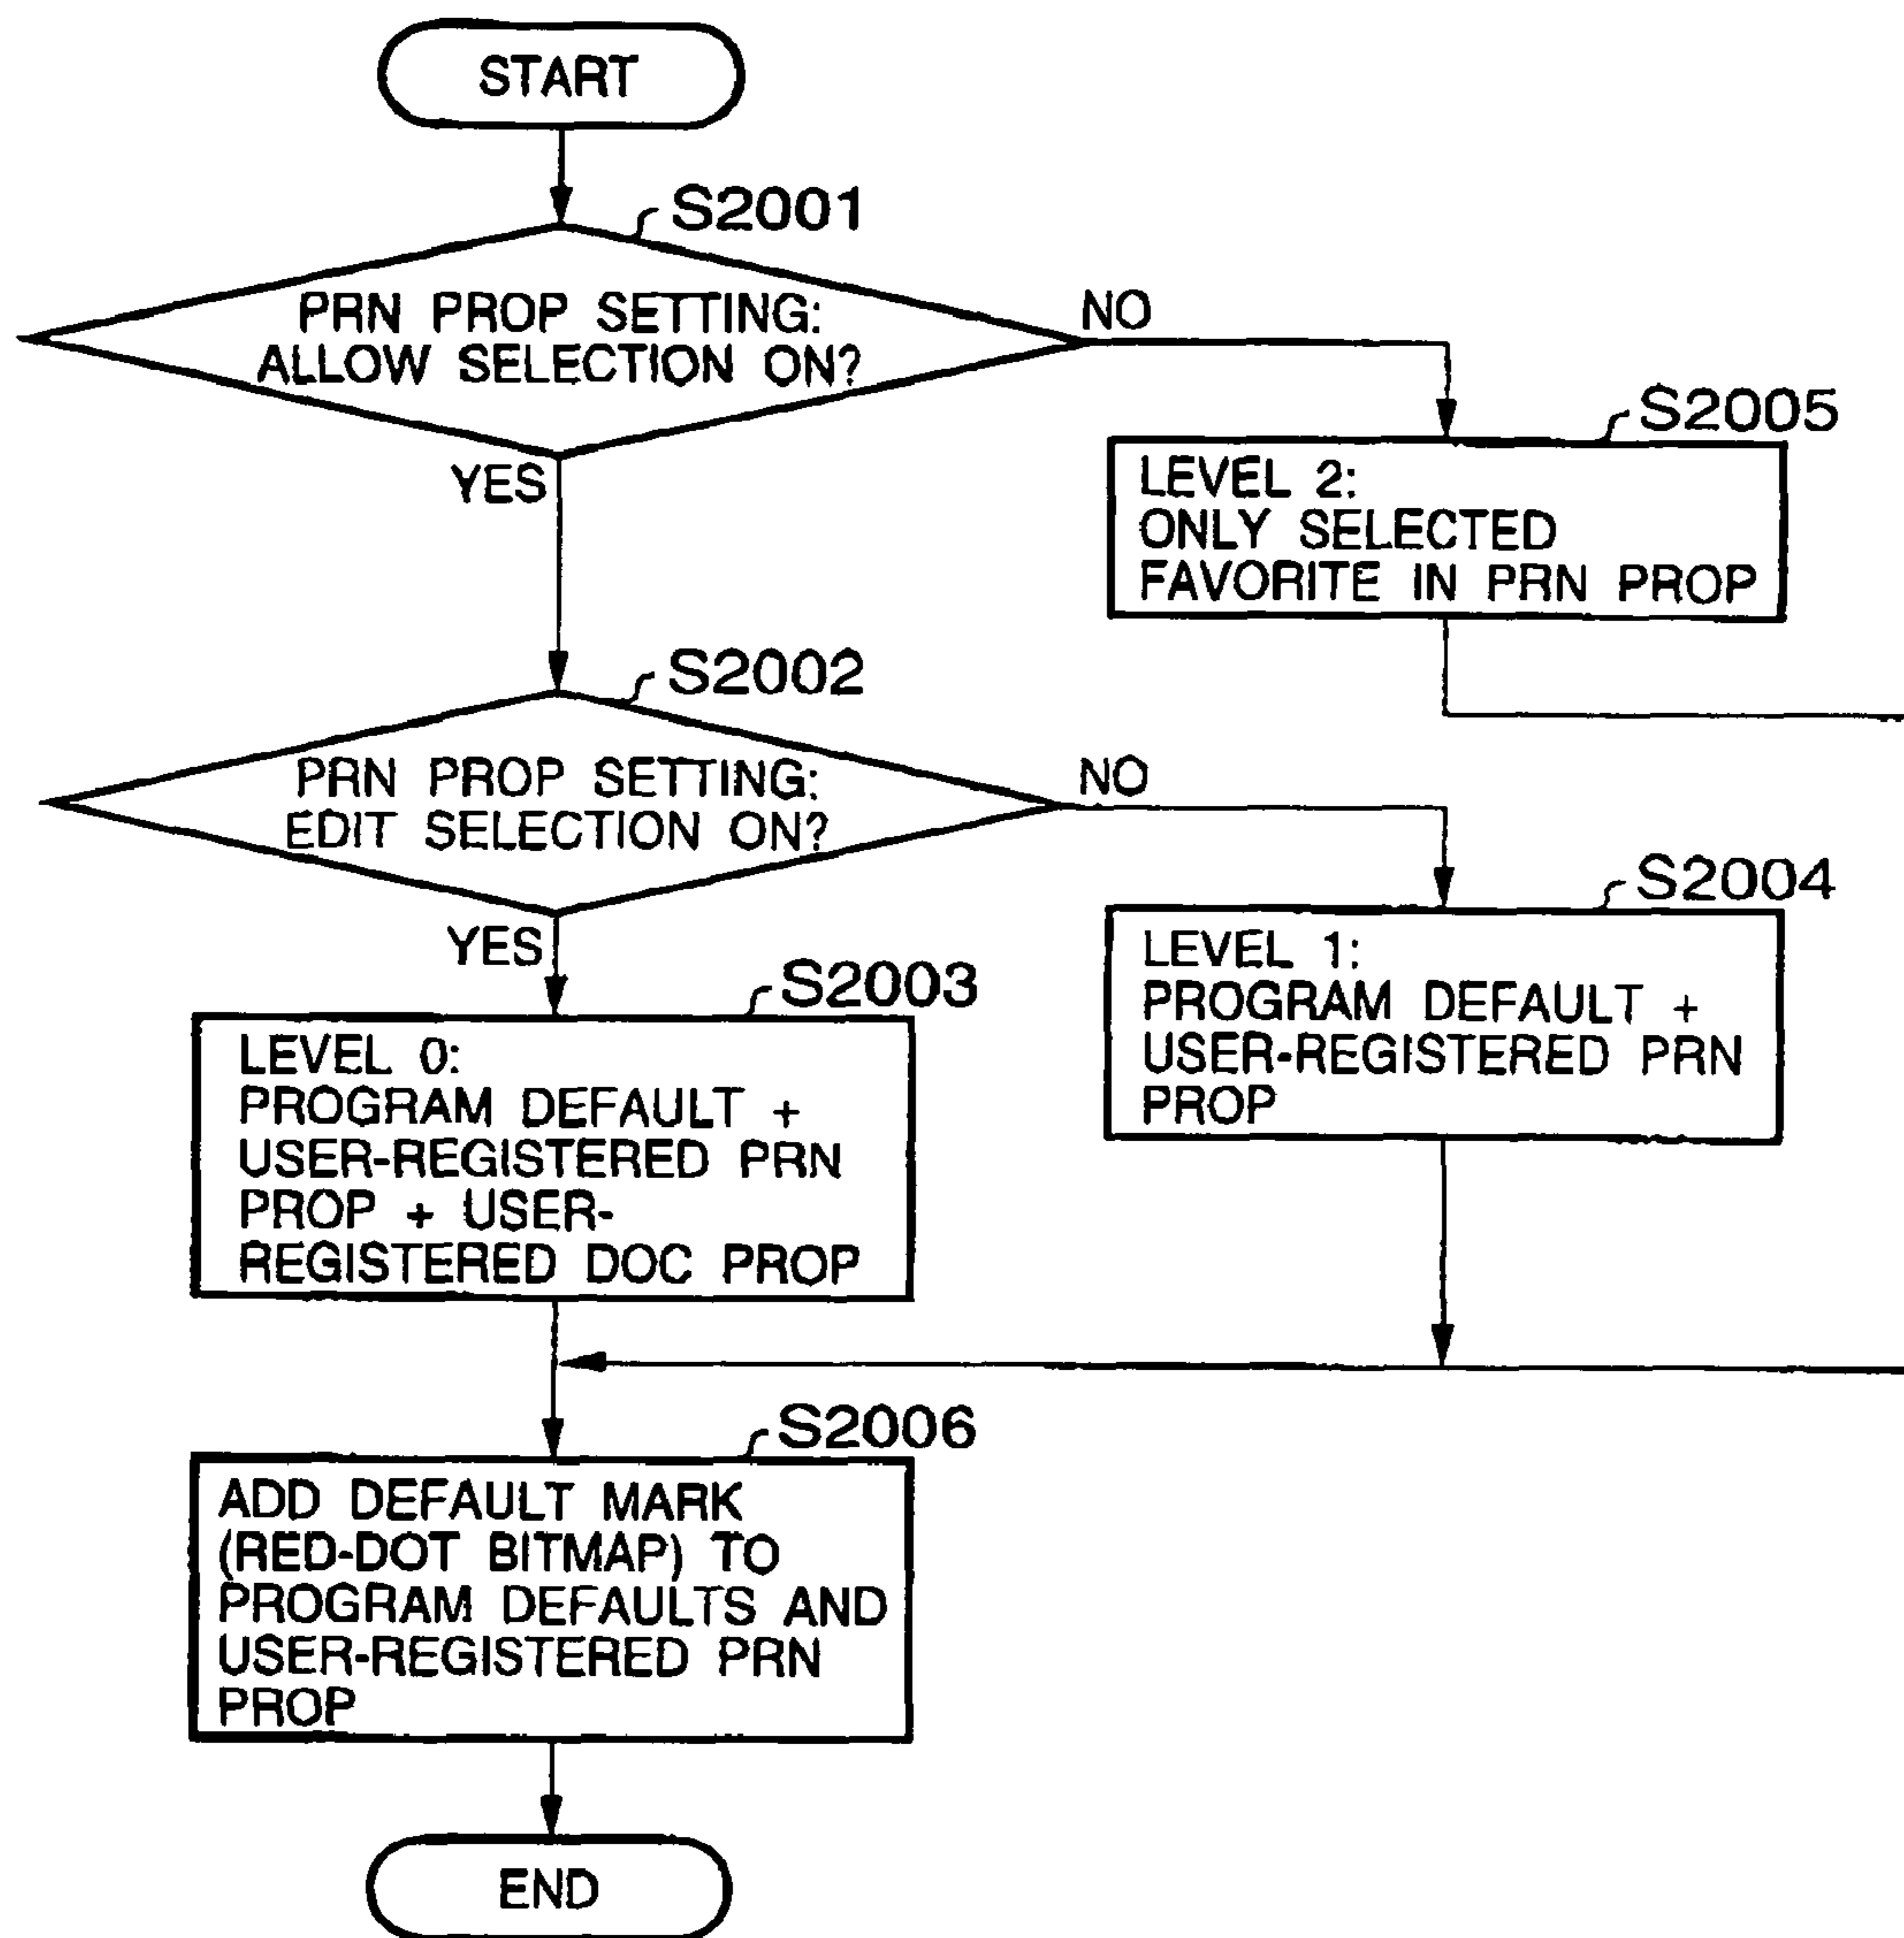 START
S2001
PRN PROP SETTING:
ALLOW SELECTION ON?
NO
YES
S2005
LEVEL 2:
ONLY SELECTED
FAVORITE IN PRN PROP
S2002
PRN PROP SETTING:
EDIT SELECTION ON?
NO
YES
S2004
LEVEL 1:
PROGRAM DEFAULT +
USER-REGISTERED PRN
PROP
S2003
LEVEL 0:
PROGRAM DEFAULT +
USER-REGISTERED PRN
PROP + USER-
REGISTERED DOC PROP
S2006
ADD DEFAULT MARK
(RED-DOT BITMAP) TO
PROGRAM DEFAULTS AND
USER-REGISTERED PRN
PROP
END